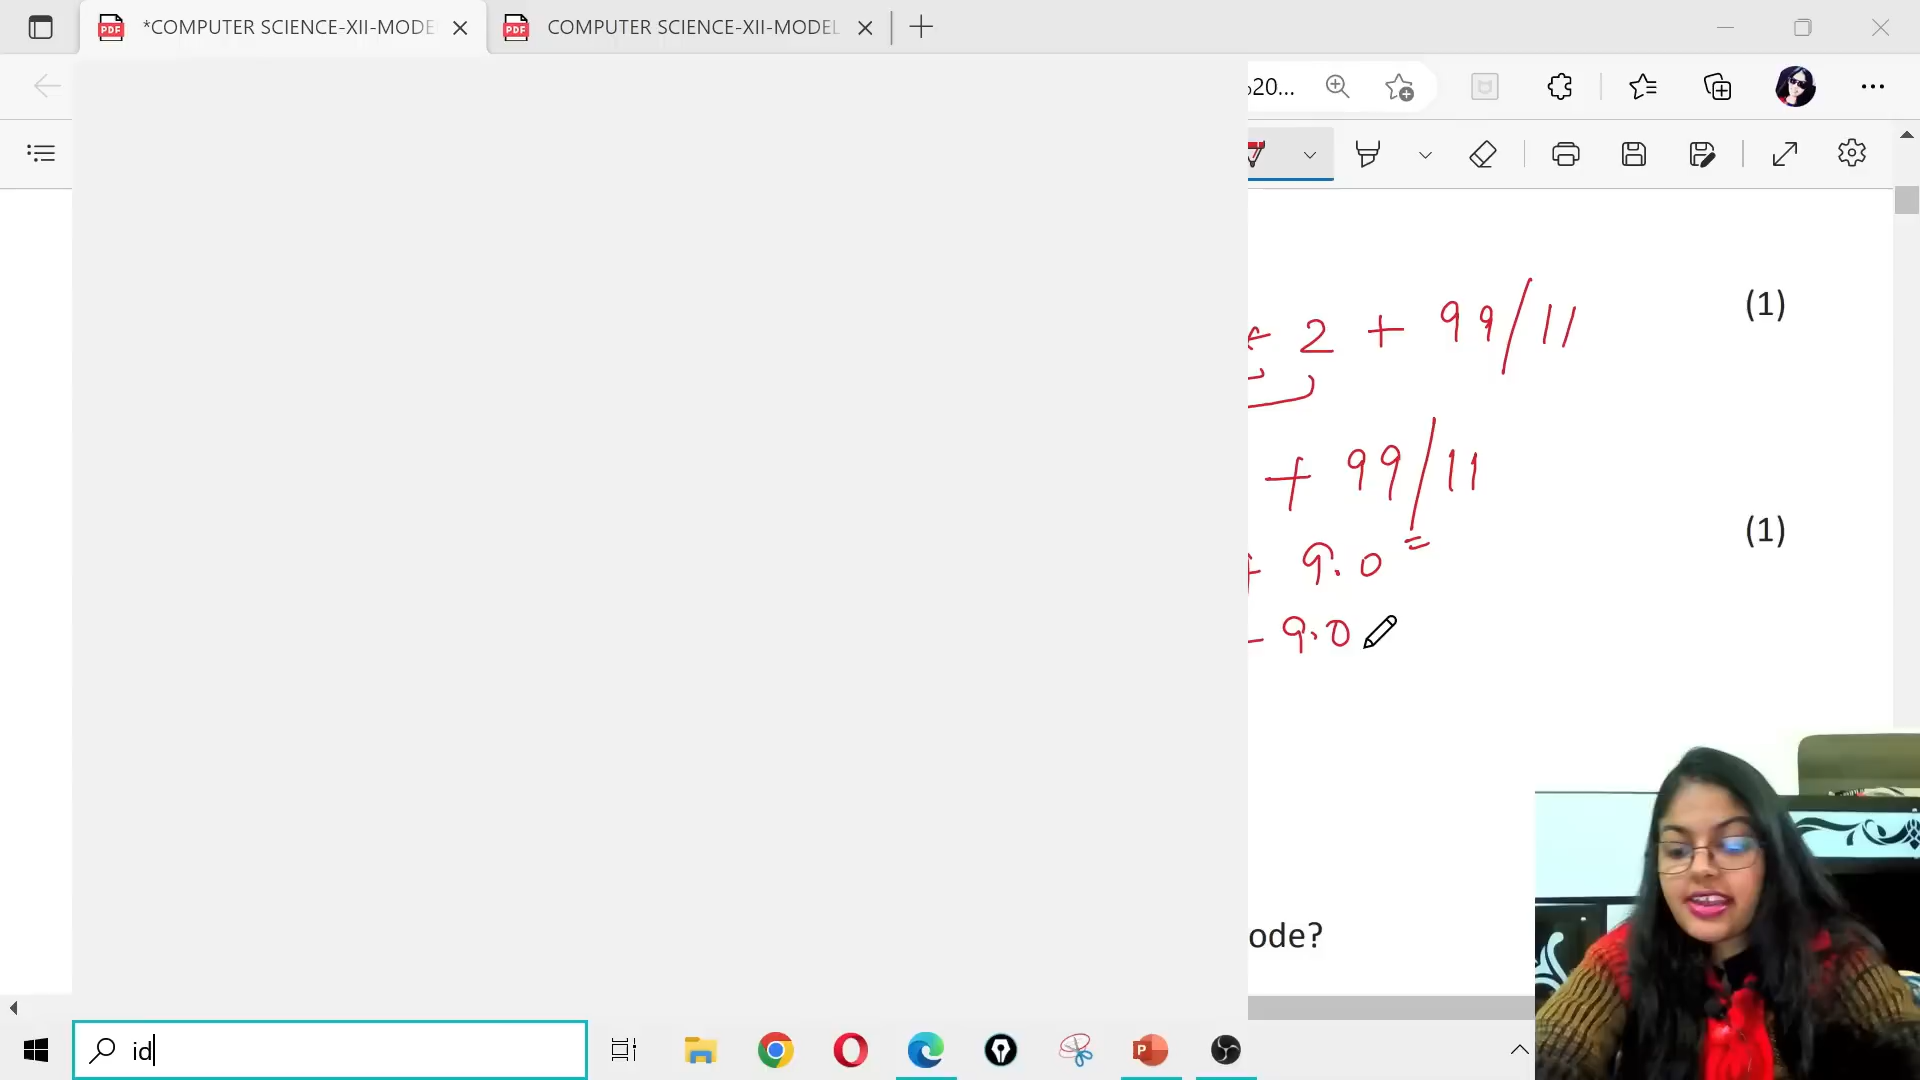 *COMPUTER SCIENCE-XII-MODE
COMPUTER SCIENCE-XII-MODEL
20...
2 + 99/11
(1)
+ 99/11
(1)
+ 9.0 =
- 9.0
ode?
id